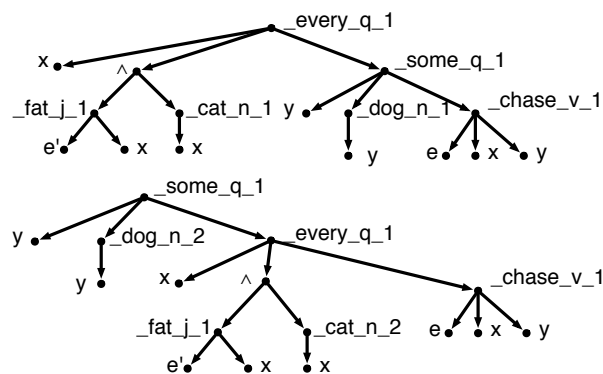 _every_q_1
x ^ _some_q_1
_fat_j_1 _cat_n_1 y _dog_n_1 _chase_v_1
e' x x y e x y
_some_q_1
y _dog_n_2 _every_q_1
y x ^ _chase_v_1
_fat_j_1 _cat_n_2 e x y
e' x x